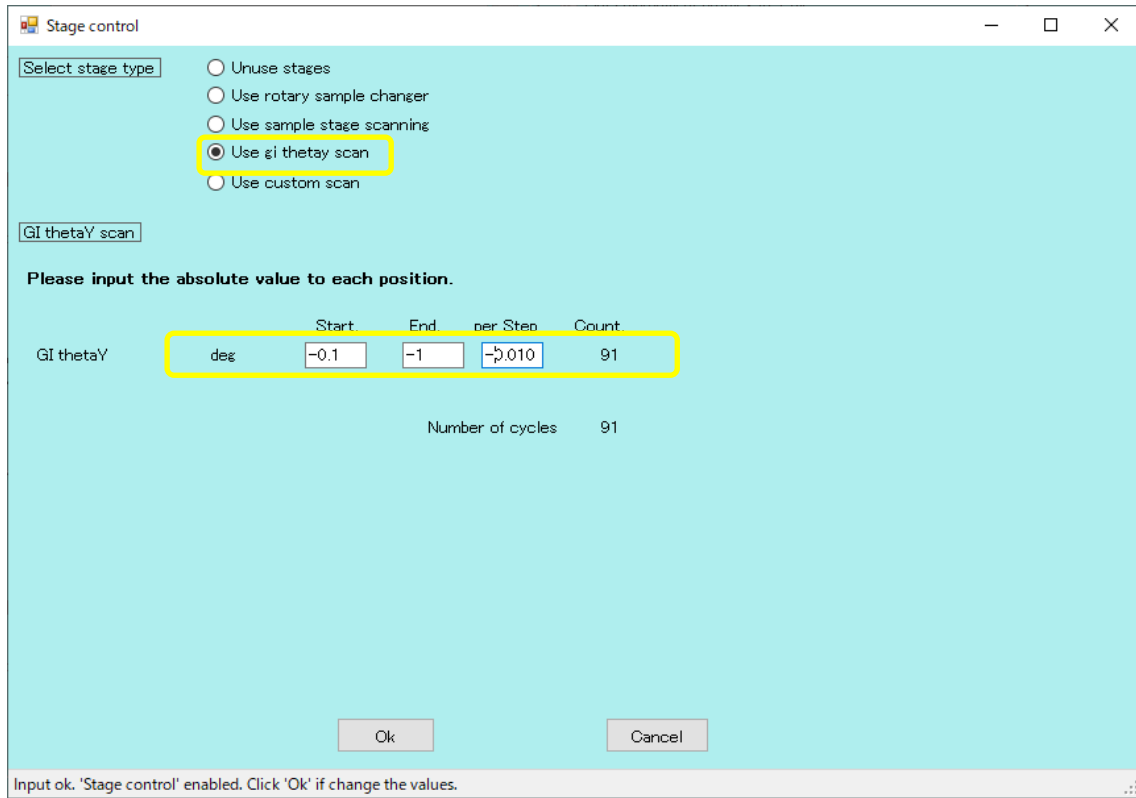 Stage control
Select stage type
Unuse stages
Use rotary sample changer
Use sample stage scanning
Use gi thetay scan
Use custom scan
GI thetaY scan
Please input the absolute value to each position.
Start. End. per Step Count.
GI thetaY deg -0.1 -1 -0.010 91
Number of cycles 91
Ok Cancel
Input ok. 'Stage control' enabled. Click 'Ok' if change the values.